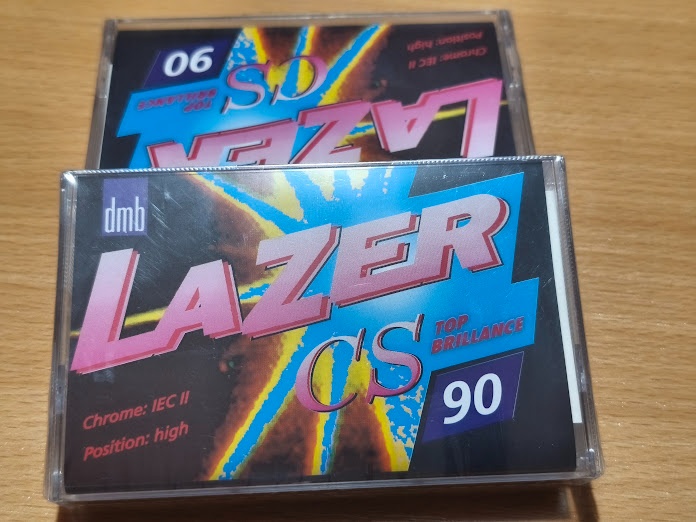 Chrome: IEC II
Position: high
90
CS
TOP
BRILLANCE
LAZER
dmb
LAZER
CS
TOP
BRILLANCE
90
Chrome: IEC II
Position: high